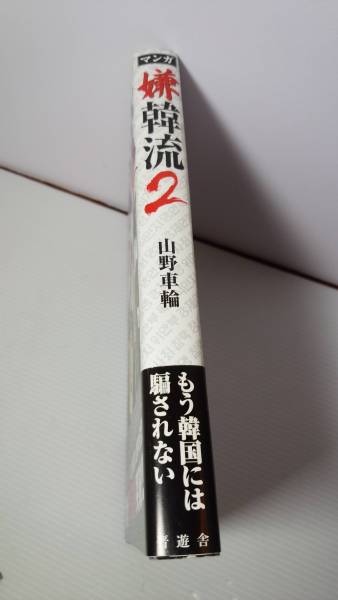 マンガ
嫌韓流2
山野車輪
もう韓国には
騙されない
晋遊舎